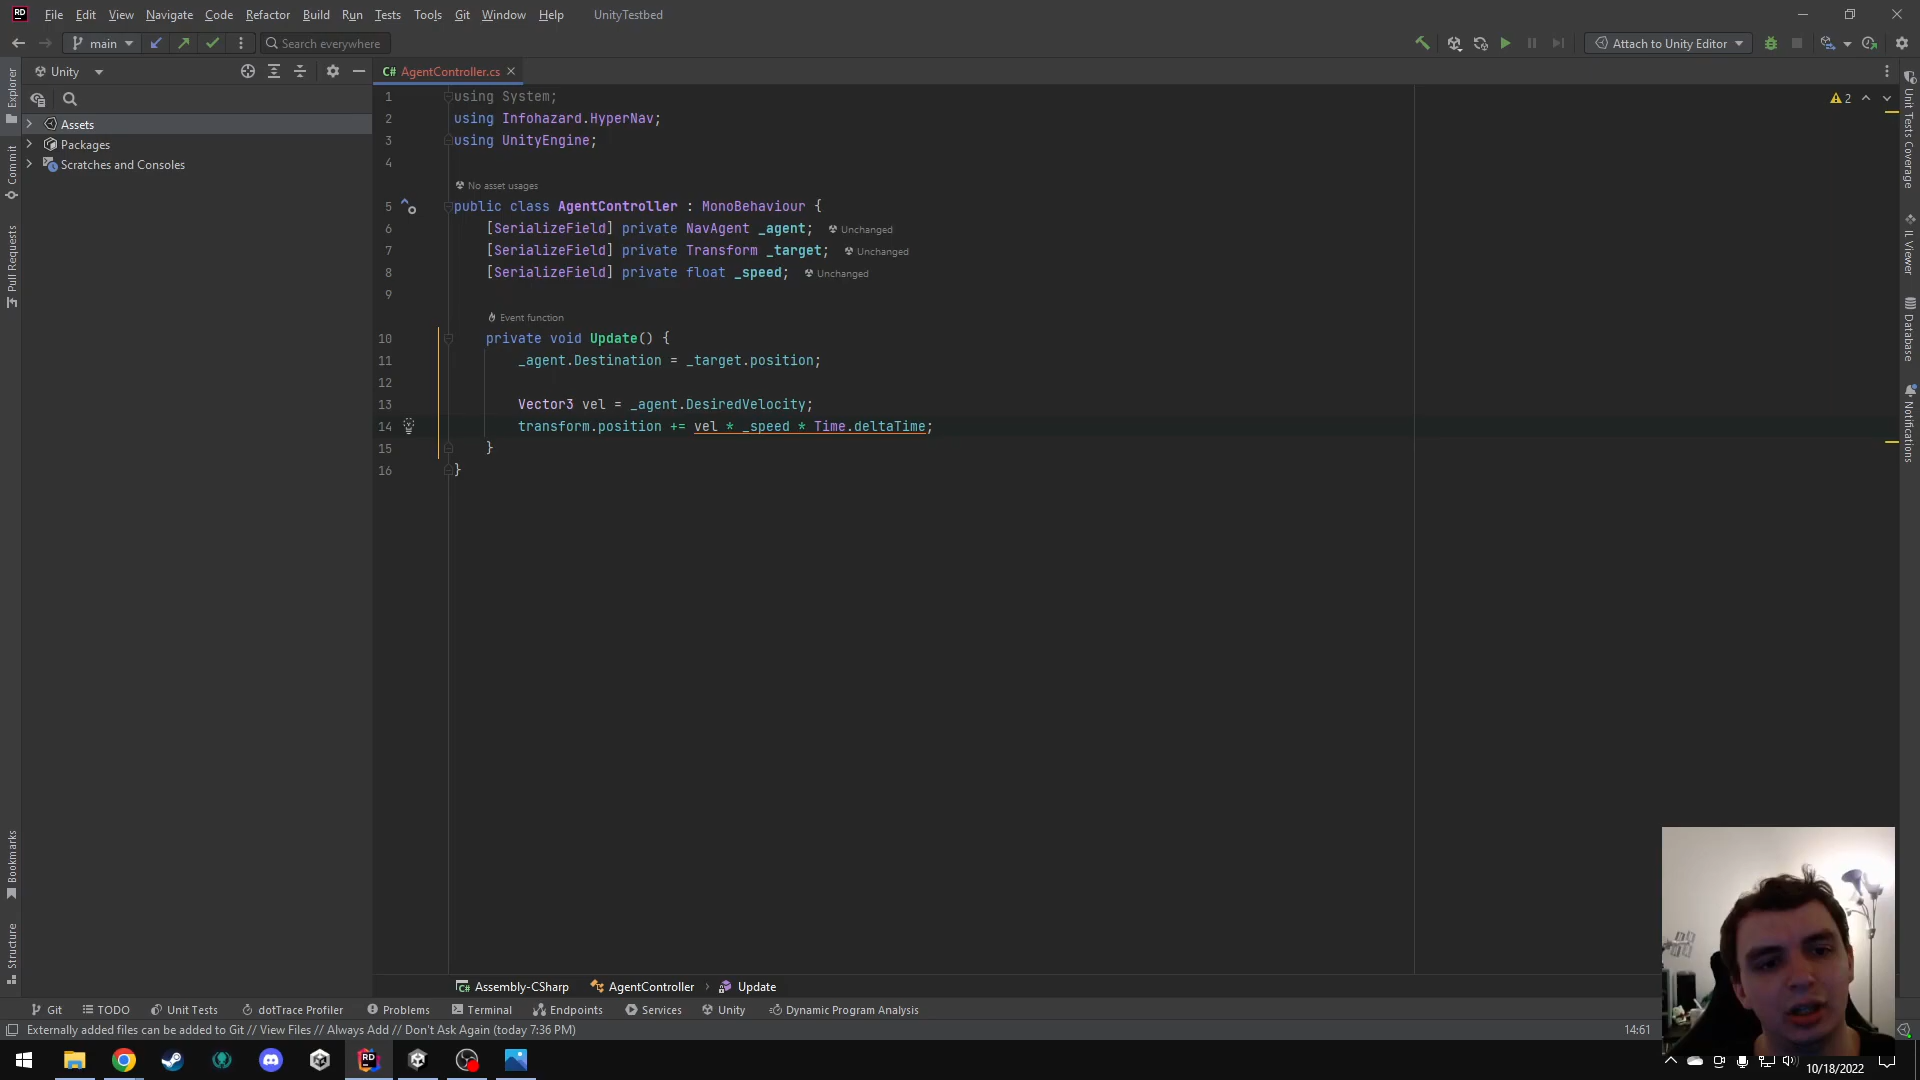 RD File Edit View Navigate Code Refactor Build Run Tests Tools Git Window Help UnityTestbed
main Search everywhere Attach to Unity Editor
Unity AgentController.cs
Explorer
Commit
Pull Requests
Bookmarks
Structure
Assets
Packages
Scratches and Consoles
1 using System;
2 using Infohazard.HyperNav;
3 using UnityEngine;
4
No asset usages
5 public class AgentController : MonoBehaviour {
6 [SerializeField] private NavAgent _agent; Unchanged
7 [SerializeField] private Transform _target; Unchanged
8 [SerializeField] private float _speed; Unchanged
9
Event function
10 private void Update() {
11 _agent.Destination = _target.position;
12
13 Vector3 vel = _agent.DesiredVelocity;
14 transform.position += vel * _speed * Time.deltaTime;
15 }
16 }
2
Unit Tests Coverage
IL Viewer
Database
Notifications
Assembly-CSharp AgentController Update
Git TODO Unit Tests dotTrace Profiler Problems Terminal Endpoints Services Unity Dynamic Program Analysis
Externally added files can be added to Git // View Files // Always Add // Don't Ask Again (today 7:36 PM) 14:61
RD
10/18/2022